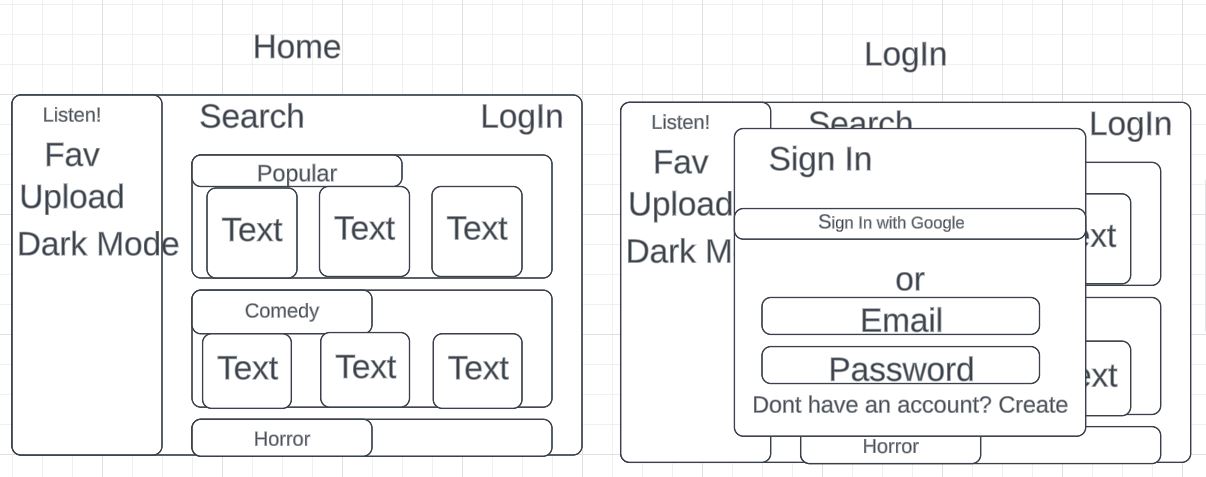 Home
Listen!
Fav
Upload
Dark Mode
Search
LogIn
Popular
Text
Text
Text
Comedy
Text
Text
Text
Horror
LogIn
Listen!
Fav
Upload
Dark M
Search
LogIn
Sign In
Sign In with Google
or
Email
Password
Dont have an account? Create
ext
ext
Horror